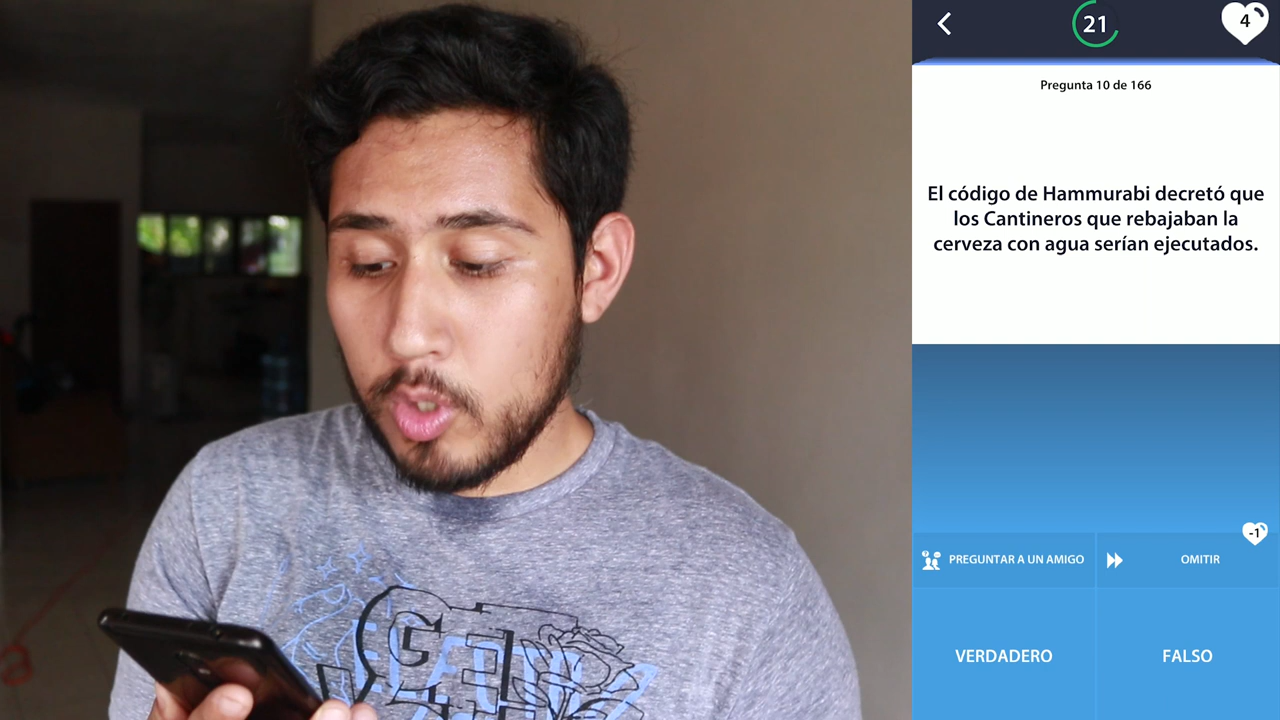 21
4
Pregunta 10 de 166
El código de Hammurabi decretó que
los Cantineros que rebajaban la
cerveza con agua serían ejecutados.
-1
PREGUNTAR A UN AMIGO
OMITIR
VERDADERO
FALSO